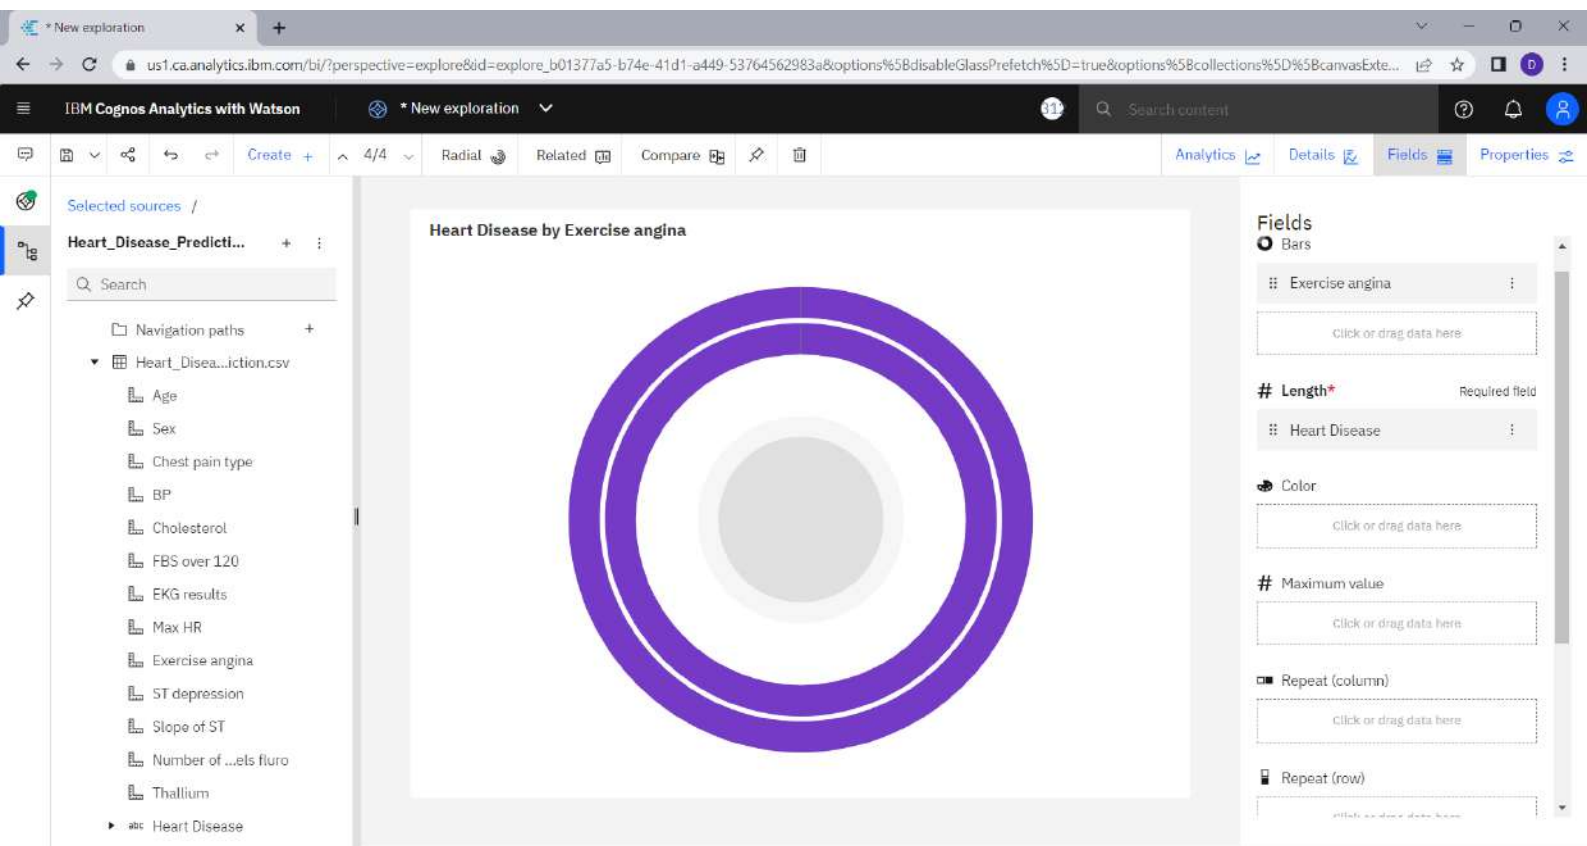 * New exploration
us1.ca.analytics.ibm.com/bi/?perspective=explore&id=explore_b01377a5-b74e-41d1-a449-53764562983a&options%5BdisableGlassPrefetch%5D=true&options%5Bcollections%5D%5BcanvasExte...
D
IBM Cognos Analytics with Watson
* New exploration
Search content
4/4
Create +
Radial
Related
Compare
Analytics
Details
Fields
Properties
Selected sources /
Heart_Disease_Predicti...
Search
Navigation paths
Heart_Disea...iction.csv
Age
Sex
Chest pain type
BP
Cholesterol
FBS over 120
EKG results
Max HR
Exercise angina
ST depression
Slope of ST
Number of ...els fluro
Thallium
abc Heart Disease
Heart Disease by Exercise angina
Fields
Bars
Exercise angina
Click or drag data here
# Length*
Required field
Heart Disease
Color
Click or drag data here
# Maximum value
Click or drag data here
Repeat (column)
Click or drag data here
Repeat (row)
Click or drag data here